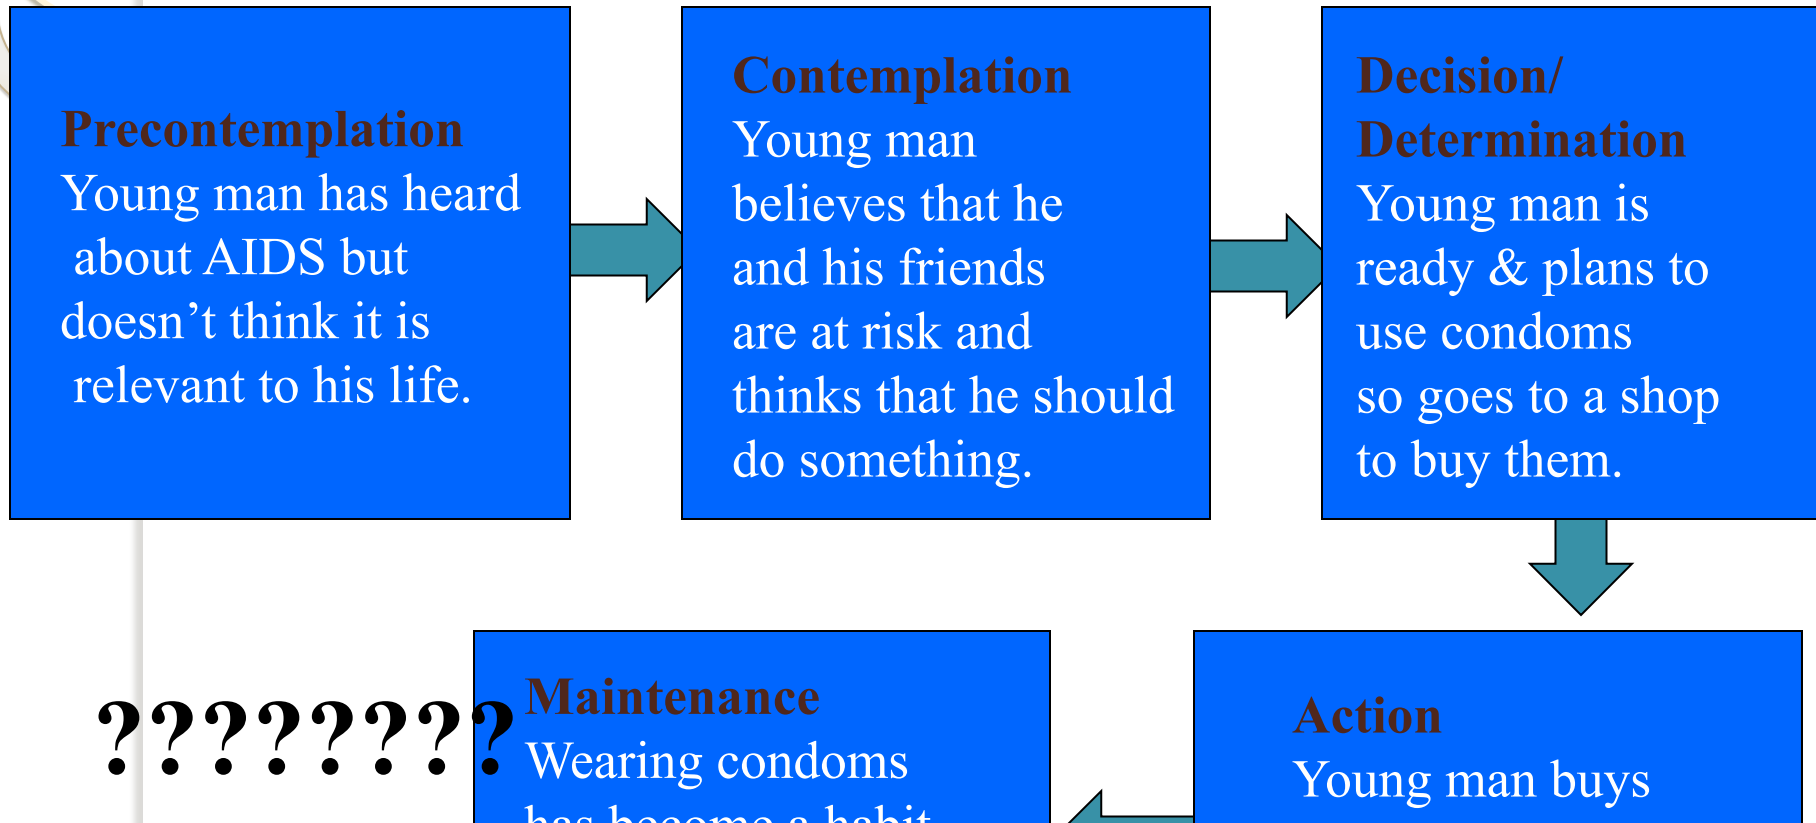 Precontemplation
Young man has heard
about AIDS but
doesn’t think it is
relevant to his life.
Contemplation
Young man
believes that he
and his friends
are at risk and
thinks that he should
do something.
Decision/
Determination
Young man is
ready & plans to
use condoms
so goes to a shop
to buy them.
????????
Maintenance
Wearing condoms
has become a habit
Action
Young man buys